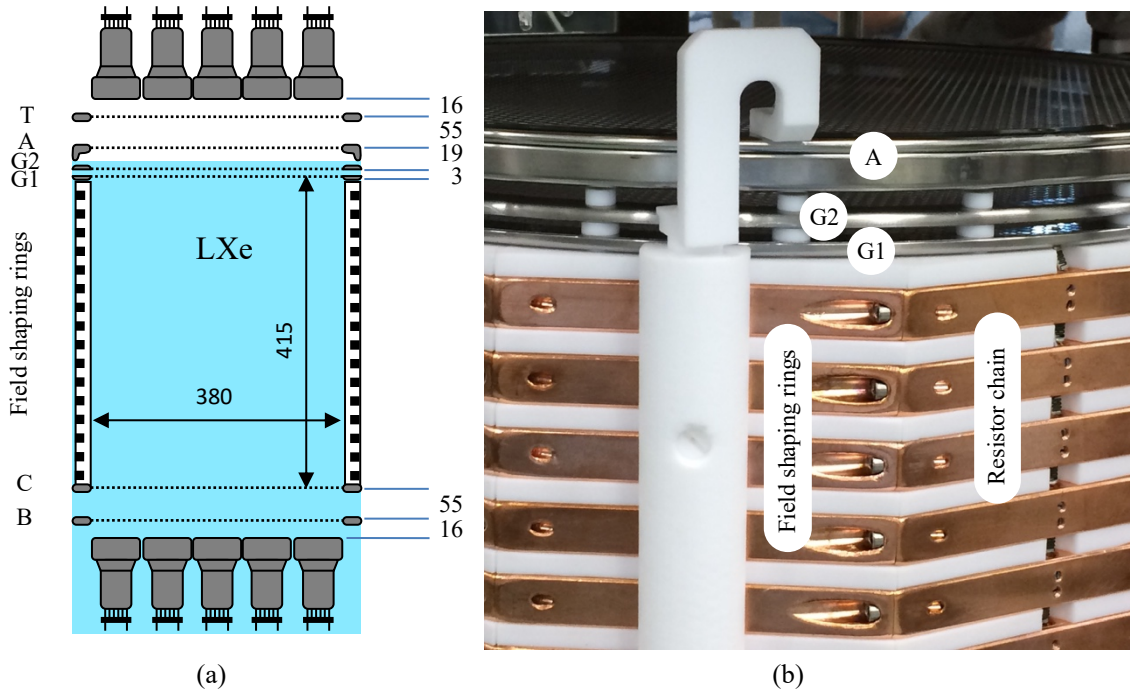 T
A
G2
G1
16
55
19
3
LXe
Field shaping rings
415
380
C
B
55
16
(a)
A
G2
G1
Field shaping rings
Resistor chain
(b)